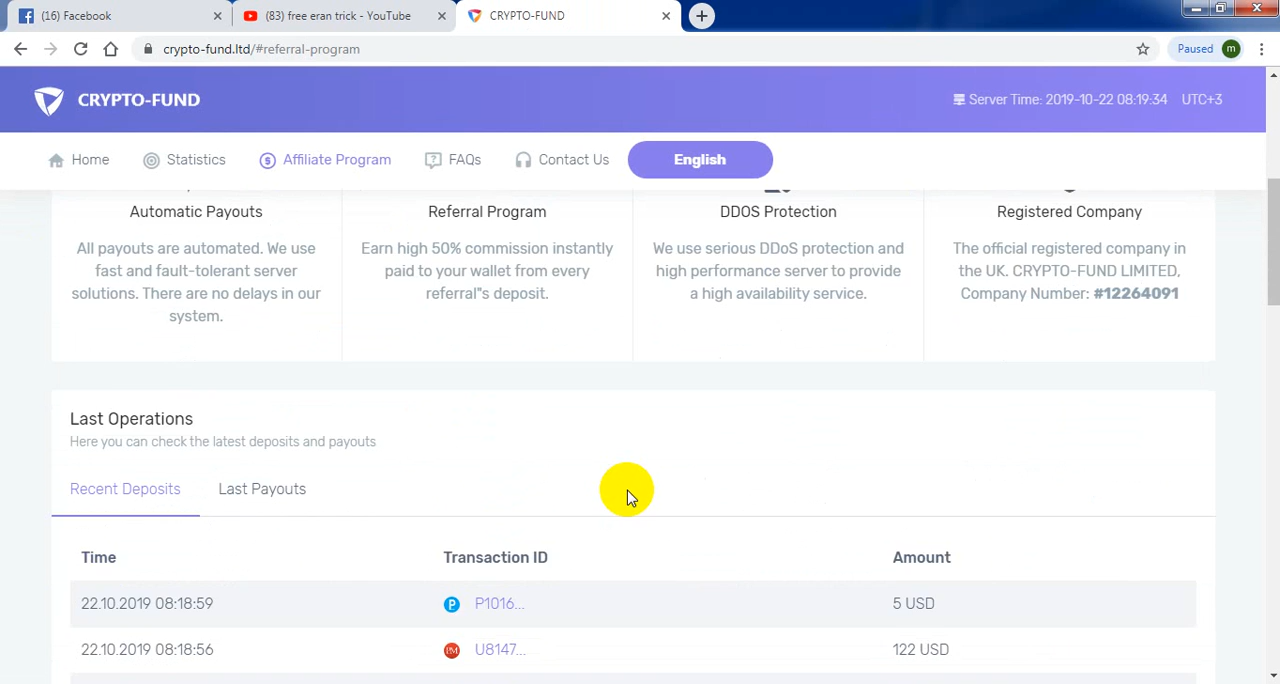 (16) Facebook
(83) free eran trick - YouTube
CRYPTO-FUND
crypto-fund.ltd/#referral-program
Paused
m
CRYPTO-FUND
Server Time: 2019-10-22 08:19:34 UTC+3
Home
Statistics
Affiliate Program
FAQs
Contact Us
English
Automatic Payouts
All payouts are automated. We use
fast and fault-tolerant server
solutions. There are no delays in our
system.
Referral Program
Earn high 50% commission instantly
paid to your wallet from every
referral"s deposit.
DDOS Protection
We use serious DDoS protection and
high performance server to provide
a high availability service.
Registered Company
The official registered company in
the UK. CRYPTO-FUND LIMITED,
Company Number: #12264091
Last Operations
Here you can check the latest deposits and payouts
Recent Deposits
Last Payouts
Time Transaction ID Amount
22.10.2019 08:18:59 P P1016... 5 USD
22.10.2019 08:18:56 PM U8147... 122 USD